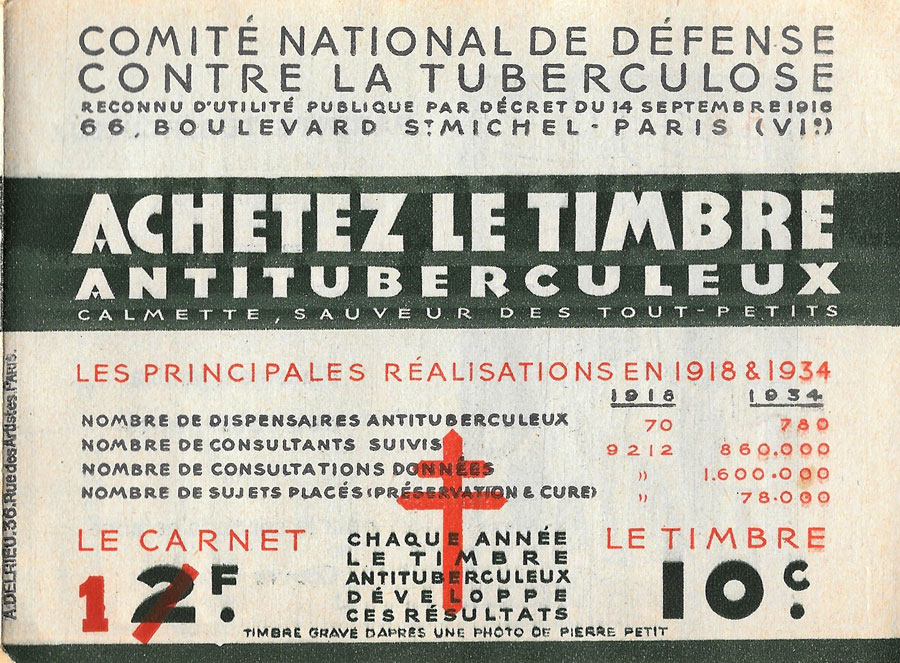 COMITÉ NATIONAL DE DÉFENSE
CONTRE LA TUBERCULOSE
RECONNU D'UTILITÉ PUBLIQUE PAR DÉCRET DU 14 SEPTEMBRE 1916
66, BOULEVARD ST MICHEL - PARIS (VIe)
ACHETEZ LE TIMBRE
ANTITUBERCULEUX
CALMETTE, SAUVEUR DES TOUT-PETITS
LES PRINCIPALES RÉALISATIONS EN 1918 & 1934
1918 1934
NOMBRE DE DISPENSAIRES ANTITUBERCULEUX 70 780
NOMBRE DE CONSULTANTS SUIVIS 9212 860.000
NOMBRE DE CONSULTATIONS DONNÉES " 1.600.000
NOMBRE DE SUJETS PLACÉS (PRÉSERVATION & CURE) " 78.000
LE CARNET
1 2F.
CHAQUE ANNÉE
LE TIMBRE
ANTITUBERCULEUX
DÉVELOPPE
CES RÉSULTATS
LE TIMBRE
10c.
TIMBRE GRAVÉ D'APRÈS UNE PHOTO DE PIERRE PETIT
A. DELRIEU. 36. Rue des Artistes. PARIS.